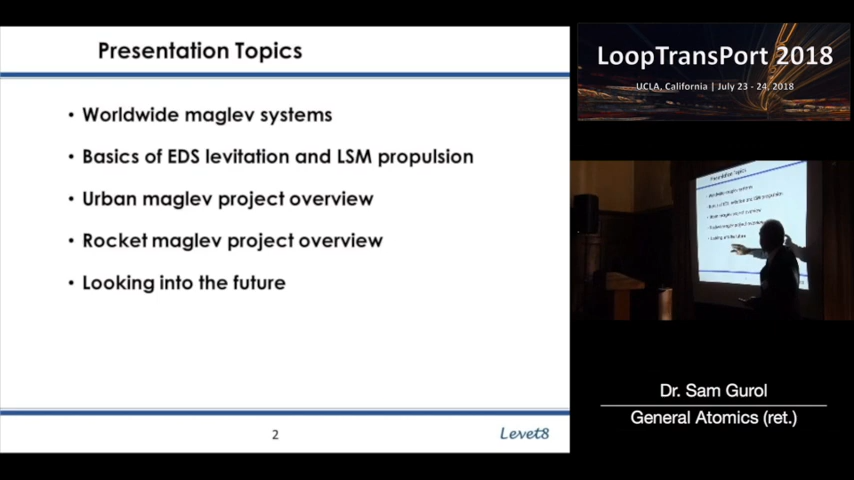 Presentation Topics
• Worldwide maglev systems
• Basics of EDS levitation and LSM propulsion
• Urban maglev project overview
• Rocket maglev project overview
• Looking into the future
2
Levet8
LoopTransPort 2018
UCLA, California | July 23 - 24, 2018
Presentation Topics
Dr. Sam Gurol
General Atomics (ret.)